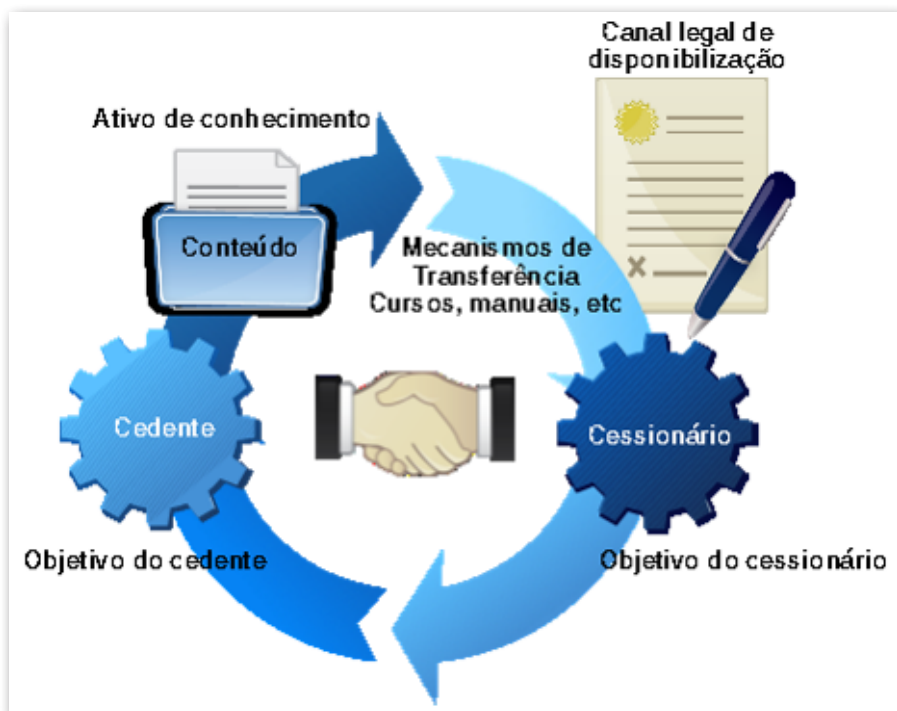 Canal legal de
disponibilização
Ativo de conhecimento
Conteúdo
Mecanismos de
Transferência
Cursos, manuais, etc
Cedente
Cessionário
Objetivo do cedente
Objetivo do cessionário